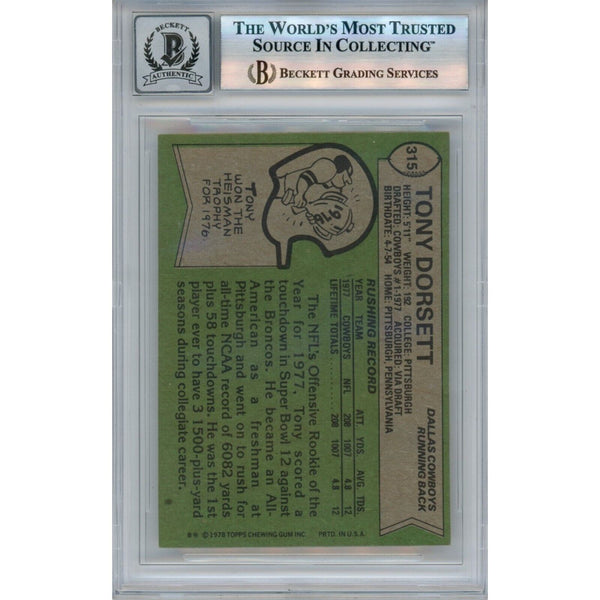 THE WORLD'S MOST TRUSTED
SOURCE IN COLLECTING™
B BECKETT GRADING SERVICES
BECKETT
B
AUTHENTIC
315
TONY DORSETT
DALLAS COWBOYS
RUNNING BACK
HEIGHT: 5'11" WEIGHT: 192 COLLEGE: PITTSBURGH
DRAFTED: COWBOYS #1-1977 ACQUIRED: VIA DRAFT
BIRTHDATE: 4-7-54 HOME: PITTSBURGH, PENNSYLVANIA
RUSHING RECORD
YEAR TEAM ATT. YDS. AVG. TDS.
1977 COWBOYS NFL 208 1007 4.8 12
LIFETIME TOTALS 208 1007 4.8 12
1976
TONY
WON THE
HEISMAN
TROPHY
FOR 1976.
The NFL's Offensive Rookie of the
Year for 1977, Tony scored a
touchdown in Super Bowl 12 against
the Broncos. He became an All-
American as a freshman at
Pittsburgh and went on to rush for
all-time NCAA record of 6082 yards
plus 58 touchdowns. He was the 1st
player ever to have 3 1500-plus-yard
seasons during collegiate career.
B* © 1978 TOPPS CHEWING GUM INC PRTD. IN U.S.A.